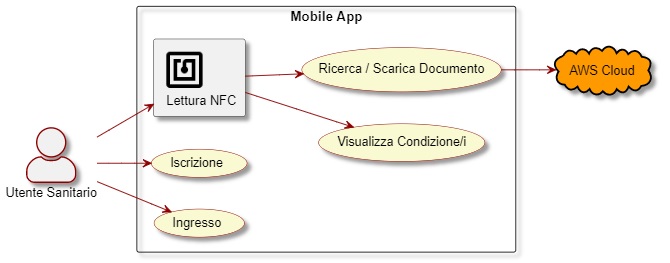 Mobile App
Ricerca / Scarica Documento
AWS Cloud
Lettura NFC
Visualizza Condizione/i
Iscrizione
Utente Sanitario
Ingresso